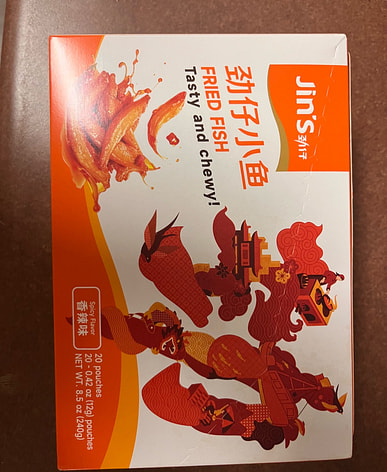 Jin's 劲仔
劲仔小鱼
FRIED FISH
Tasty and chewy!
Spicy Flavor
香辣味
20 pouches
20 - 0.42 oz (12g) pouches
NET WT. 8.5 oz (240g)